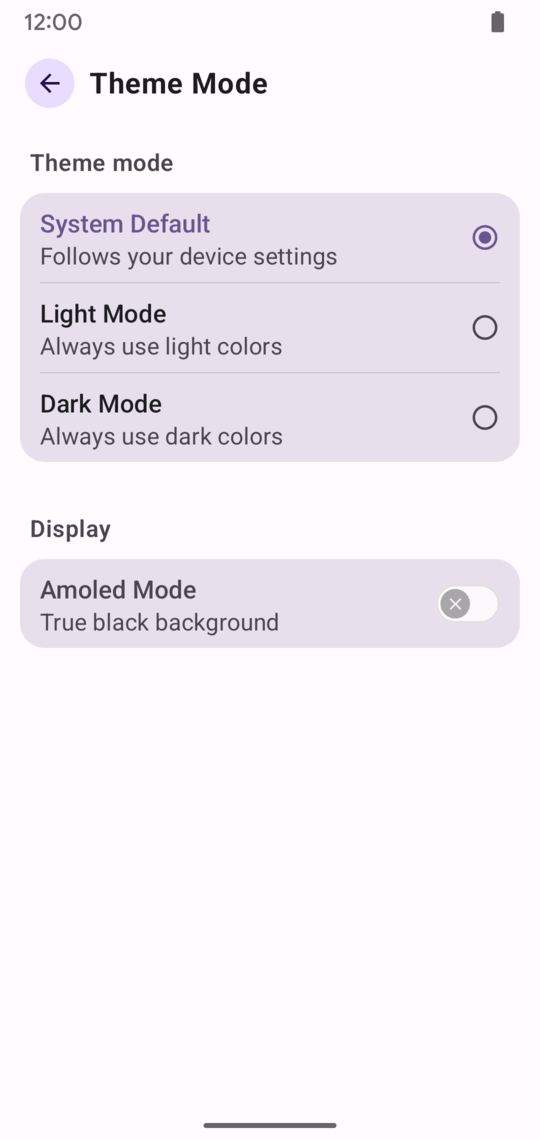 12:00
Theme Mode
Theme mode
System Default
Follows your device settings
Light Mode
Always use light colors
Dark Mode
Always use dark colors
Display
Amoled Mode
True black background